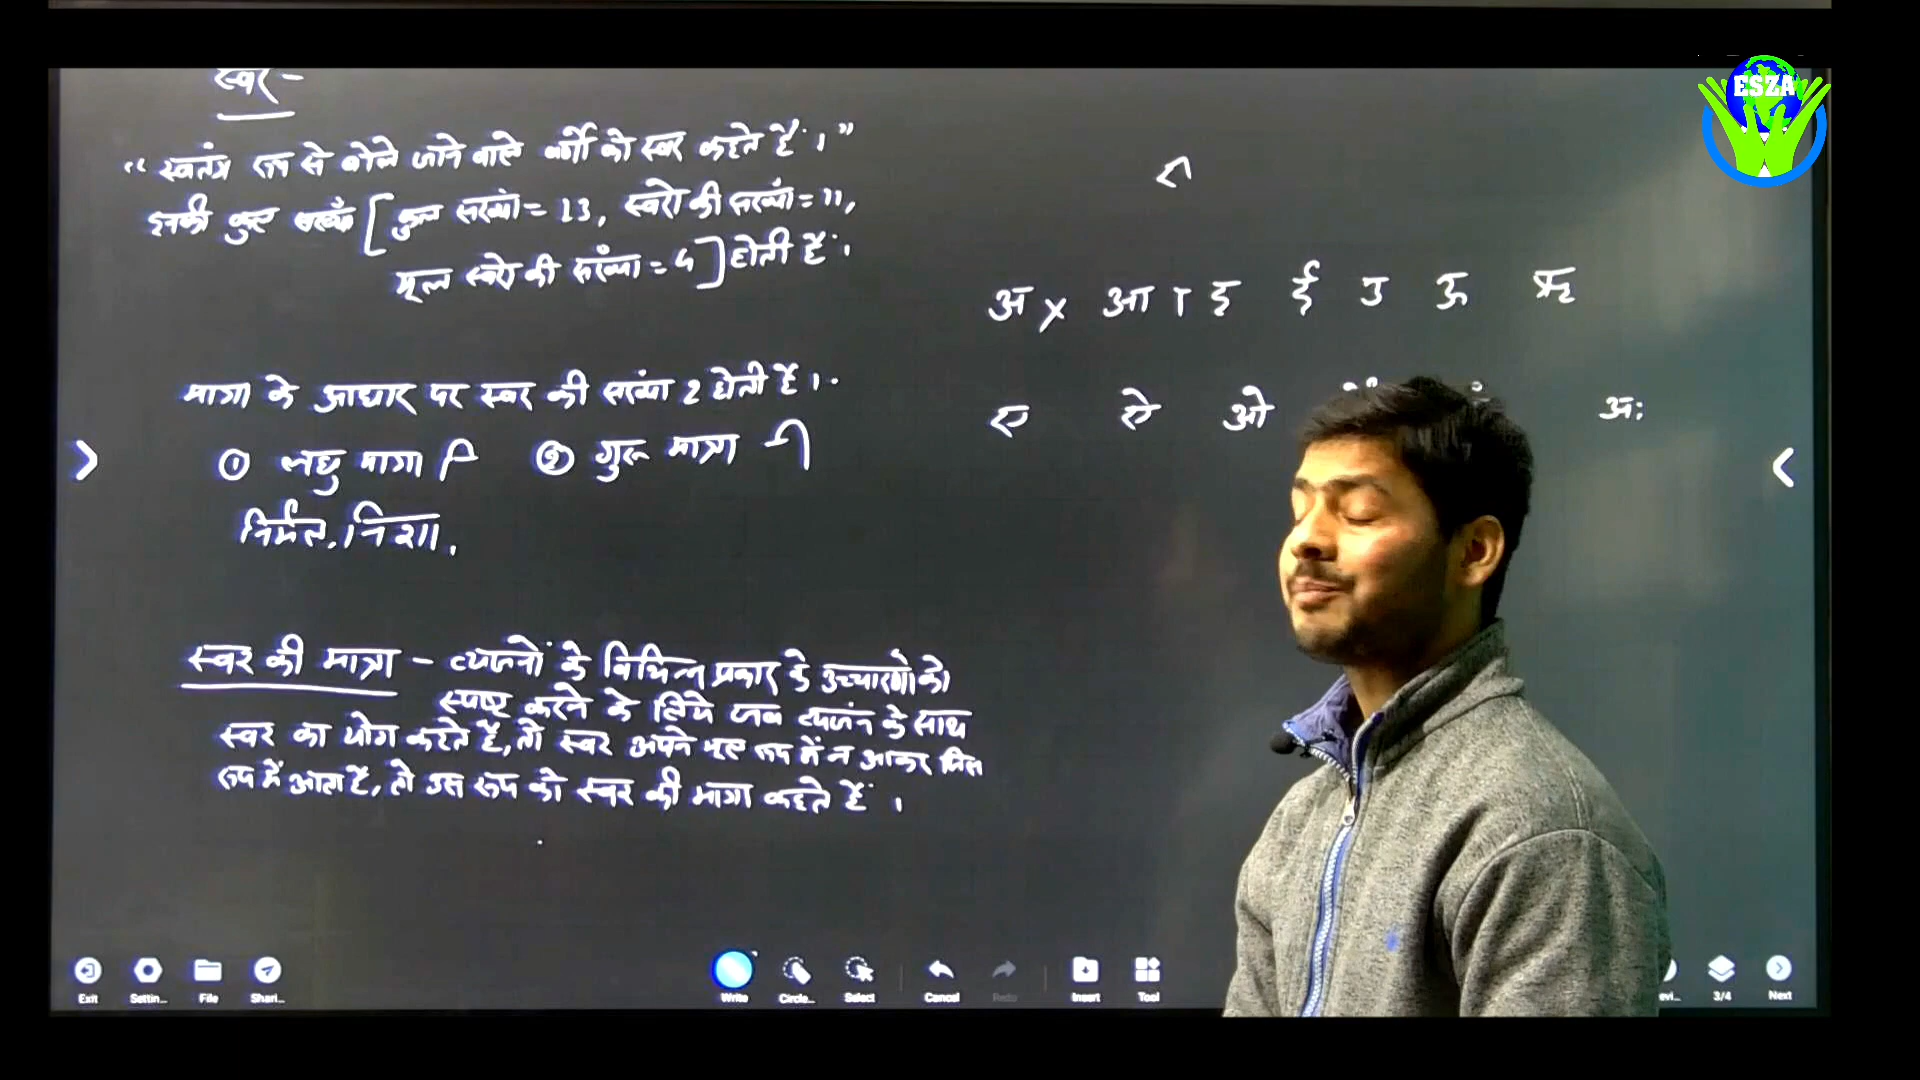 स्वर -
“ स्वतंत्र रूप से बोले जाने वाले वर्णो को स्वर कहते हैं । ”
इनकी कुल संख्याँ [ कुल संख्यां = 13, स्वरो की संख्यां = 11,
मूल स्वरो की संख्या = 4 ] होती हैं ।
मात्रा के आधार पर स्वर की संख्यां 2 होती हैं ।
① लघु मात्रा ि ② गुरू मात्रा ी
निर्मल, निशा,
स्वर की मात्रा - व्यंजनों के विभिन्न प्रकार के उच्चारणो को
स्पष्ट करने के लिये जब व्यजंन के साथ
स्वर का योग करते हैं, तो स्वर अपने मूल रूप में न आकर जिस
रूप में आता हैं, तो उस रूप को स्वर की मात्रा कहते हैं ।
अ x आ ा इ ई उ ऊ ऋ
ए ऐ ओ अः
ESZA
Exit Settin... File Shari... Write Circle... Select Cancel Redo Insert Tool 3/4 Next